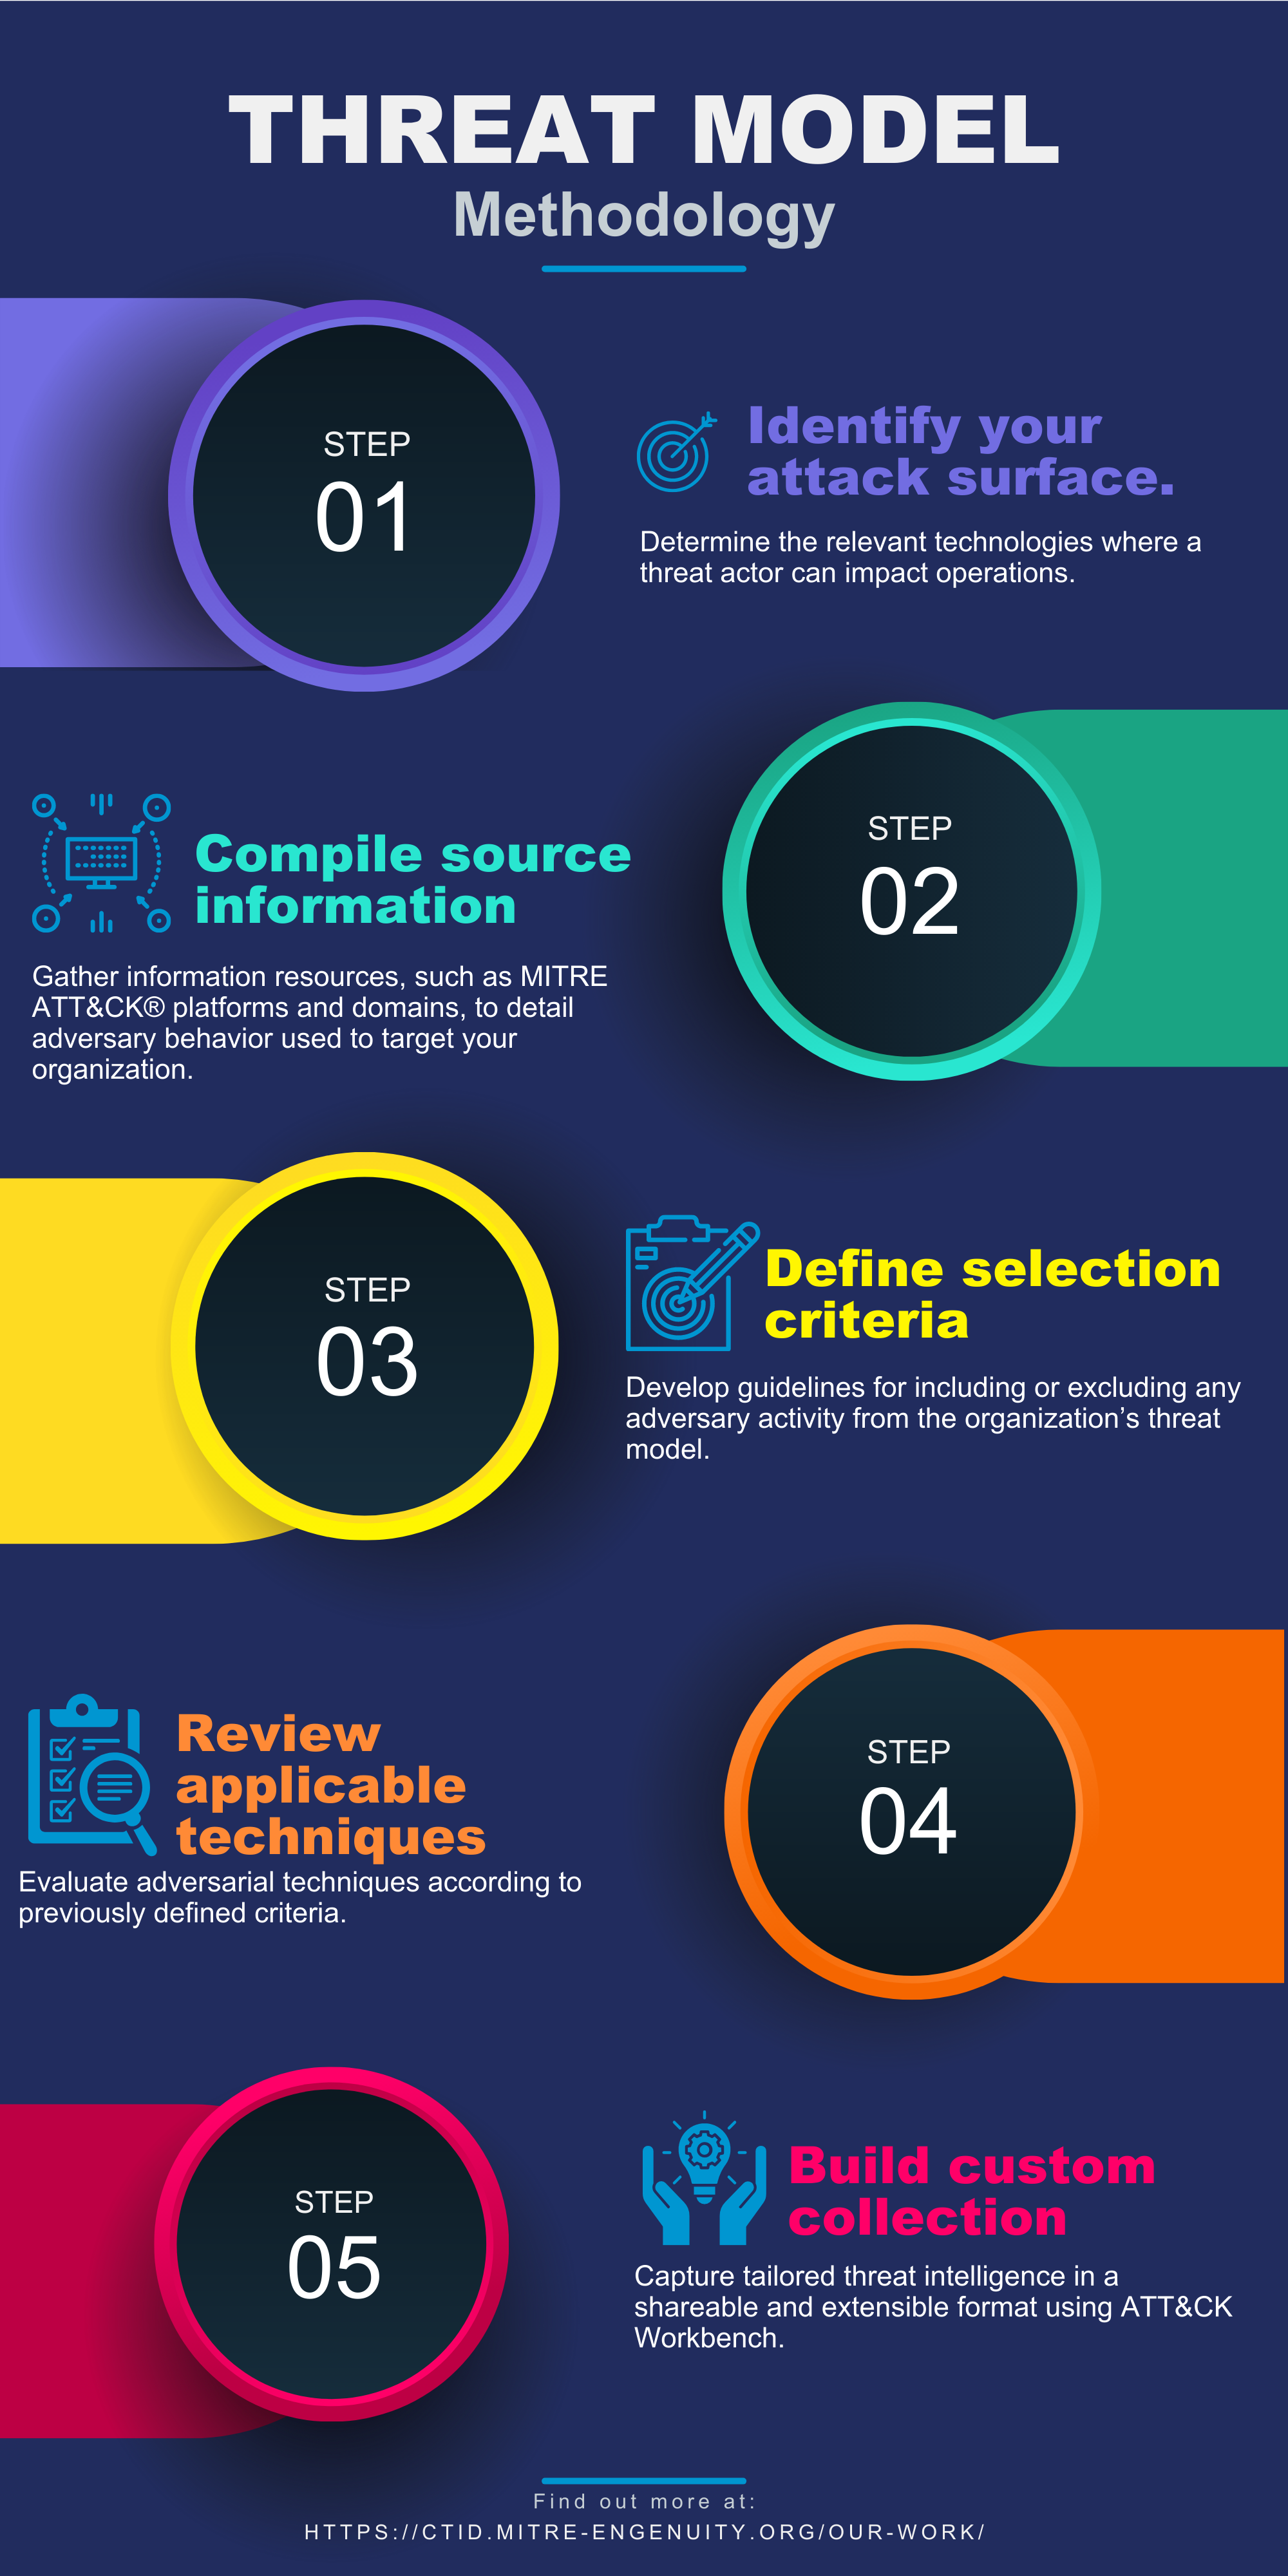 THREAT MODEL
Methodology
STEP
01
Identify your
attack surface.
Determine the relevant technologies where a
threat actor can impact operations.
STEP
02
Compile source
information
Gather information resources, such as MITRE
ATT&CK® platforms and domains, to detail
adversary behavior used to target your
organization.
STEP
03
Define selection
criteria
Develop guidelines for including or excluding any
adversary activity from the organization’s threat
model.
STEP
04
Review
applicable
techniques
Evaluate adversarial techniques according to
previously defined criteria.
STEP
05
Build custom
collection
Capture tailored threat intelligence in a
shareable and extensible format using ATT&CK
Workbench.
Find out more at:
HTTPS://CTID.MITRE-ENGENUITY.ORG/OUR-WORK/